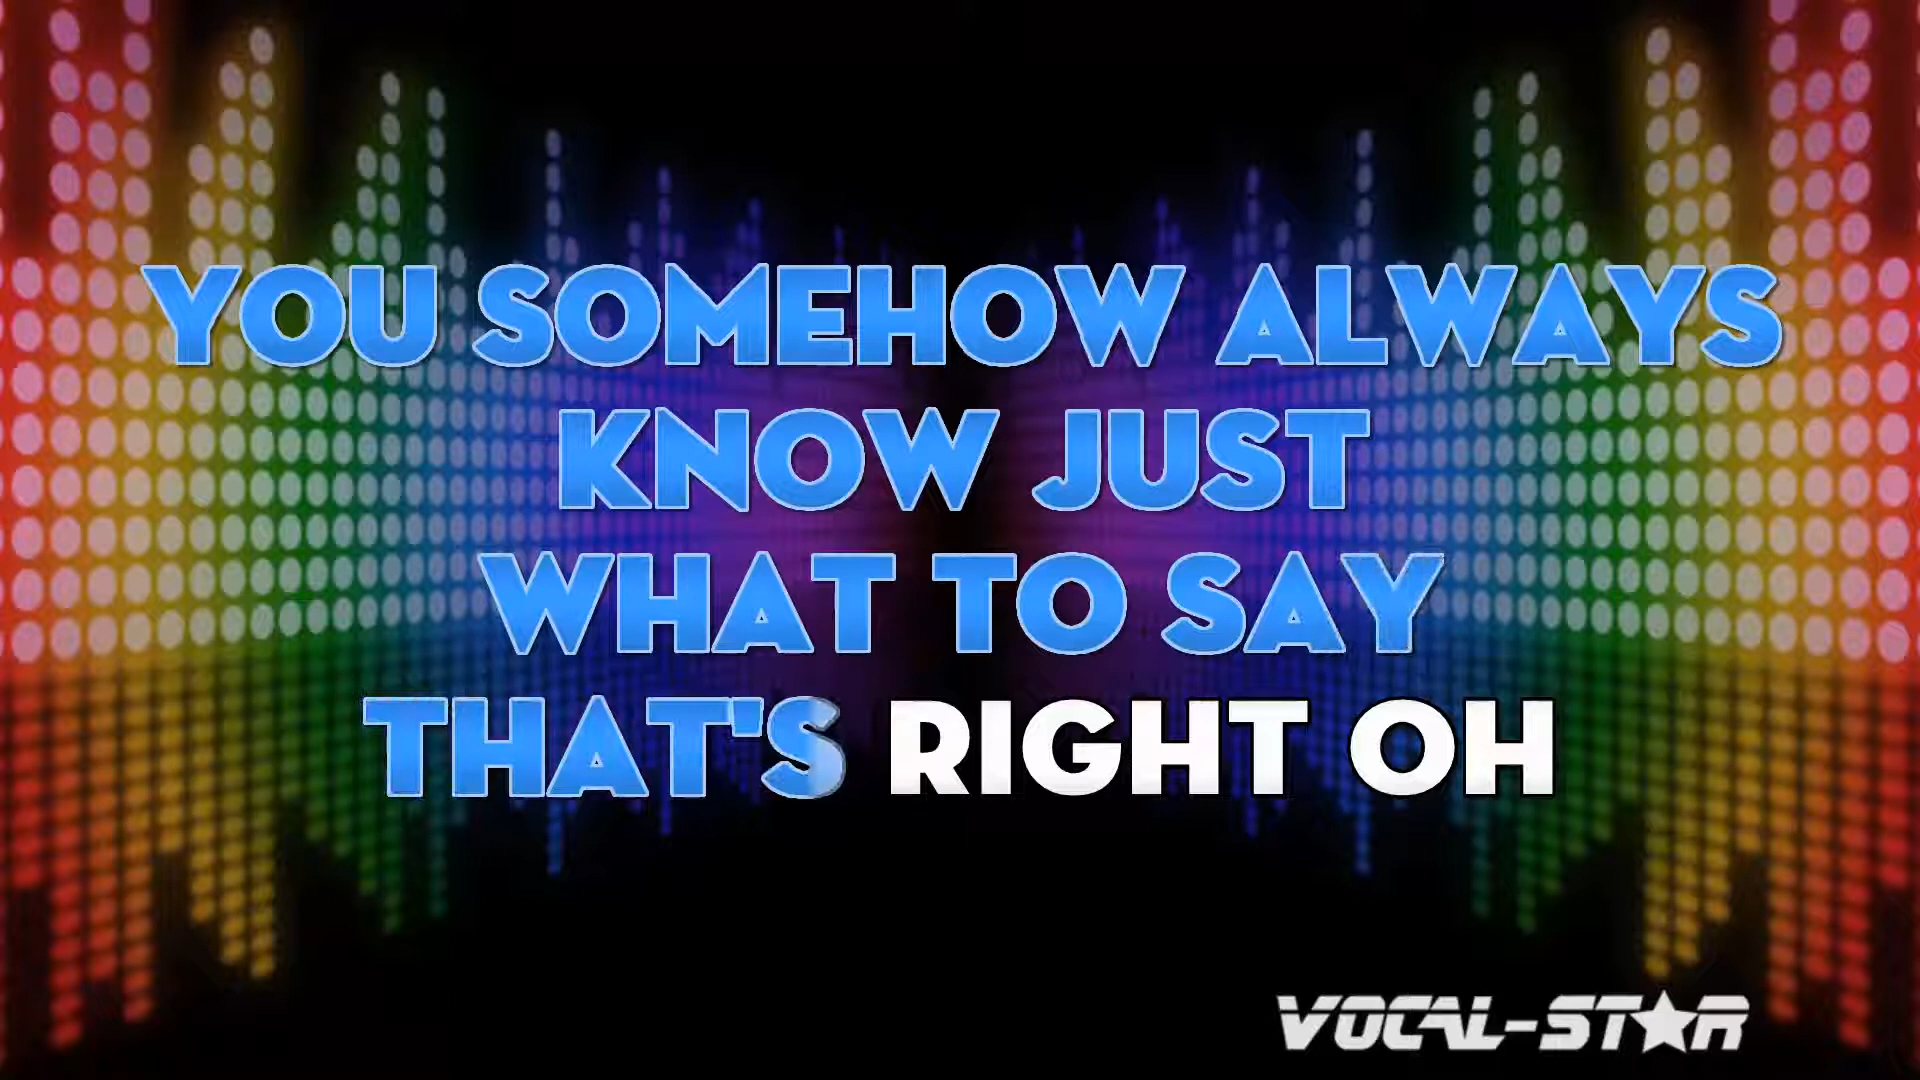 YOU SOMEHOW ALWAYS
KNOW JUST
WHAT TO SAY
THAT'S RIGHT OH
VOCAL-STAR